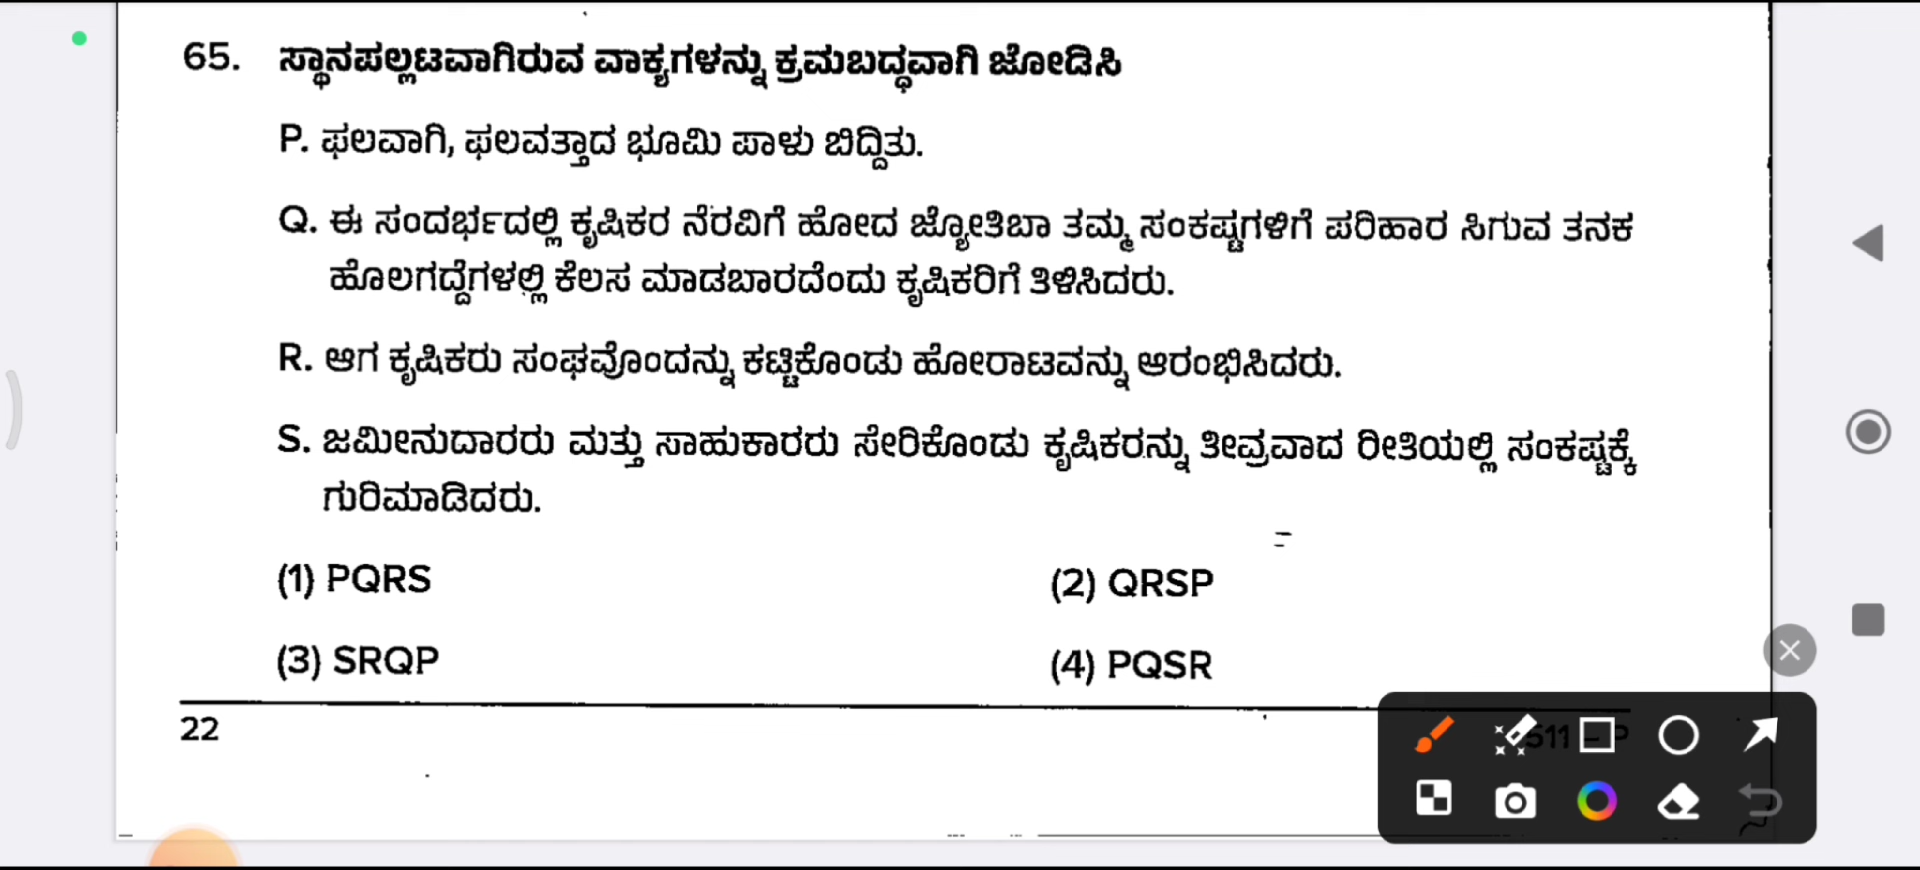 65. ಸ್ಥಾನಪಲ್ಲಟವಾಗಿರುವ ವಾಕ್ಯಗಳನ್ನು ಕ್ರಮಬದ್ಧವಾಗಿ ಜೋಡಿಸಿ
P. ಫಲವಾಗಿ, ಫಲವತ್ತಾದ ಭೂಮಿ ಪಾಳು ಬಿದ್ದಿತು.
Q. ಈ ಸಂದರ್ಭದಲ್ಲಿ ಕೃಷಿಕರ ನೆರವಿಗೆ ಹೋದ ಜ್ಯೋತಿಬಾ ತಮ್ಮ ಸಂಕಷ್ಟಗಳಿಗೆ ಪರಿಹಾರ ಸಿಗುವ ತನಕ
ಹೊಲಗದ್ದೆಗಳಲ್ಲಿ ಕೆಲಸ ಮಾಡಬಾರದೆಂದು ಕೃಷಿಕರಿಗೆ ತಿಳಿಸಿದರು.
R. ಆಗ ಕೃಷಿಕರು ಸಂಘವೊಂದನ್ನು ಕಟ್ಟಿಕೊಂಡು ಹೋರಾಟವನ್ನು ಆರಂಭಿಸಿದರು.
S. ಜಮೀನುದಾರರು ಮತ್ತು ಸಾಹುಕಾರರು ಸೇರಿಕೊಂಡು ಕೃಷಿಕರನ್ನು ತೀವ್ರವಾದ ರೀತಿಯಲ್ಲಿ ಸಂಕಷ್ಟಕ್ಕೆ
ಗುರಿಮಾಡಿದರು.
(1) PQRS (2) QRSP
(3) SRQP (4) PQSR
22